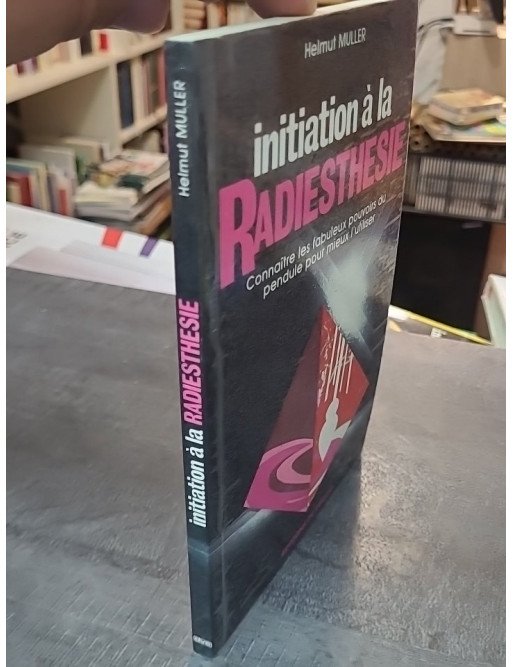 Helmut MULLER
initiation à la
RADIESTHESIE
Connaître les fabuleux pouvoirs du
pendule pour mieux l'utiliser
Helmut MULLER
initiation à la RADIESTHESIE